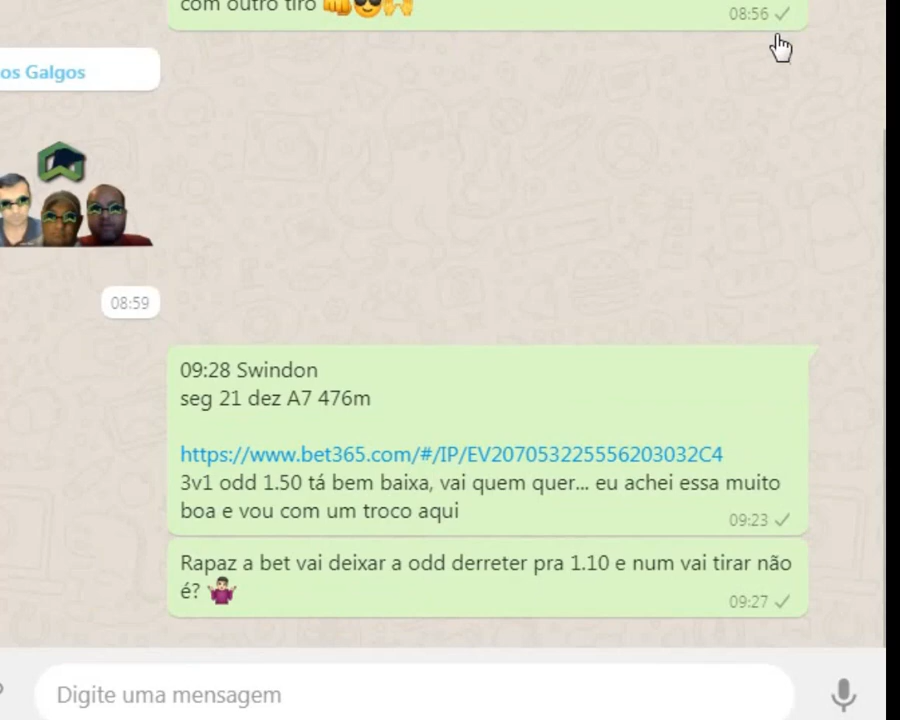 com outro tiro 👊😎🙌
08:56
os Galgos
08:59
09:28 Swindon
seg 21 dez A7 476m
https://www.bet365.com/#/IP/EV207053225556203032C4
3v1 odd 1.50 tá bem baixa, vai quem quer... eu achei essa muito
boa e vou com um troco aqui
09:23
Rapaz a bet vai deixar a odd derreter pra 1.10 e num vai tirar não
é? 🤷🏻‍♂️
09:27
Digite uma mensagem